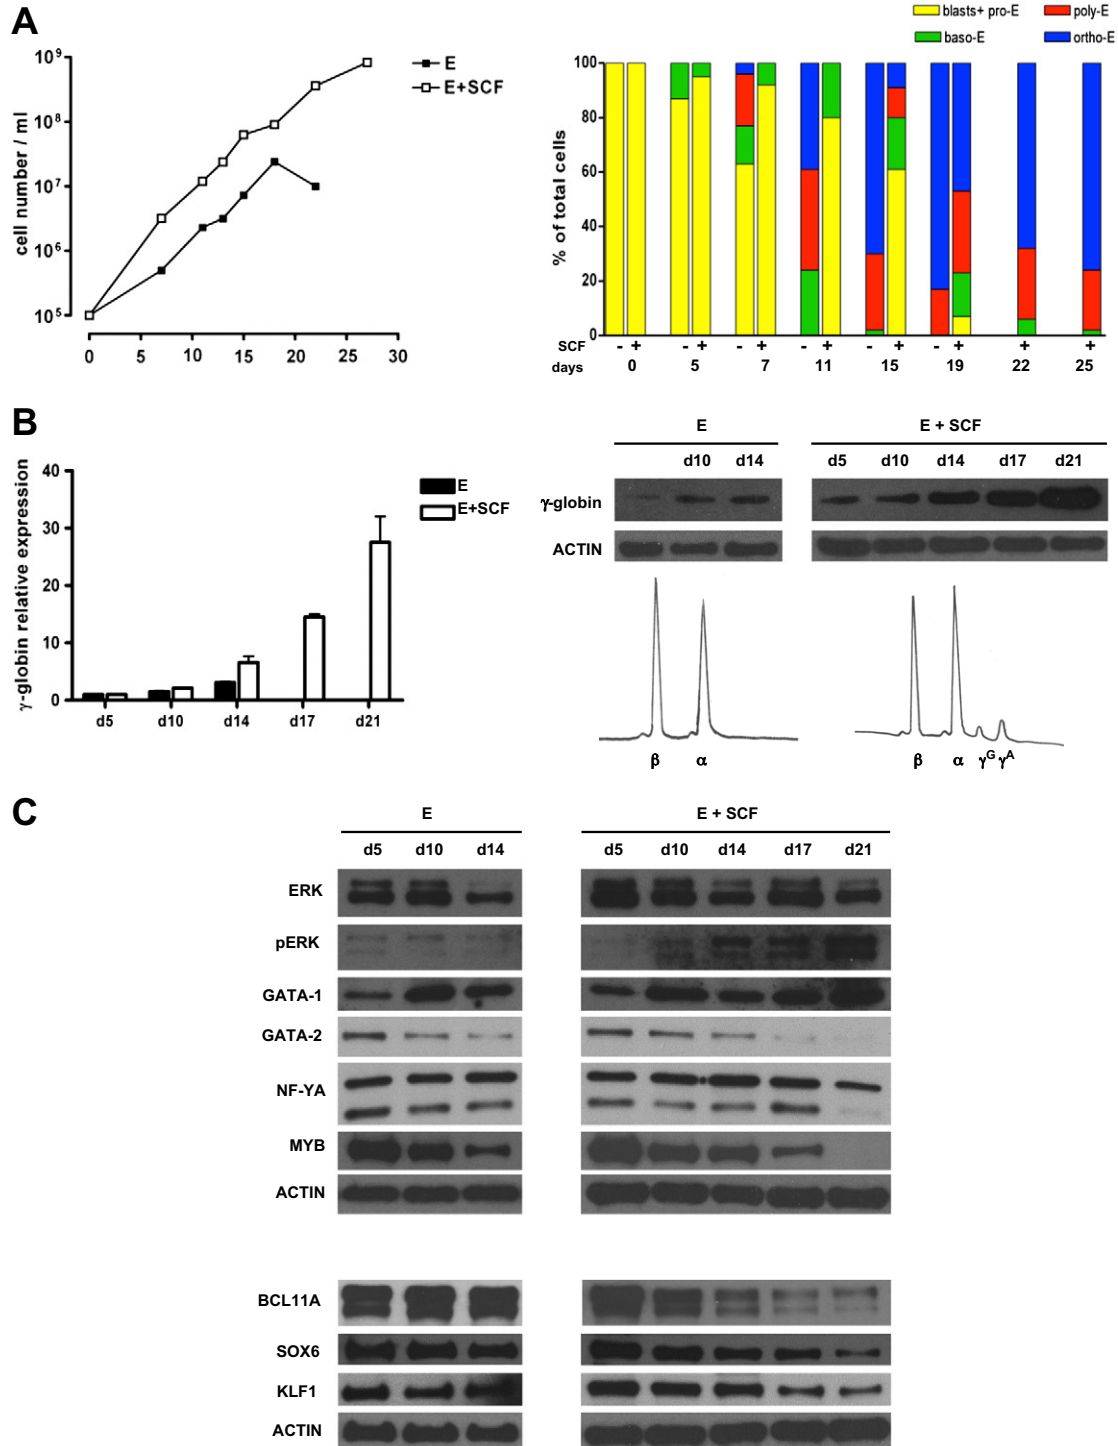 A
10⁹
10⁸
10⁷
10⁶
10⁵
cell number / ml
0 5 10 15 20 25 30
E
E+SCF
blasts+ pro-E poly-E
baso-E ortho-E
100
80
60
40
20
0
% of total cells
SCF - + - + - + - + - + - + + +
days 0 5 7 11 15 19 22 25
B
40
30
20
10
0
γ-globin relative expression
d5 d10 d14 d17 d21
E
E+SCF
E E + SCF
d10 d14 d5 d10 d14 d17 d21
γ-globin
ACTIN
β α β α γᴳ γᴬ
C
E E + SCF
d5 d10 d14 d5 d10 d14 d17 d21
ERK
pERK
GATA-1
GATA-2
NF-YA
MYB
ACTIN
BCL11A
SOX6
KLF1
ACTIN